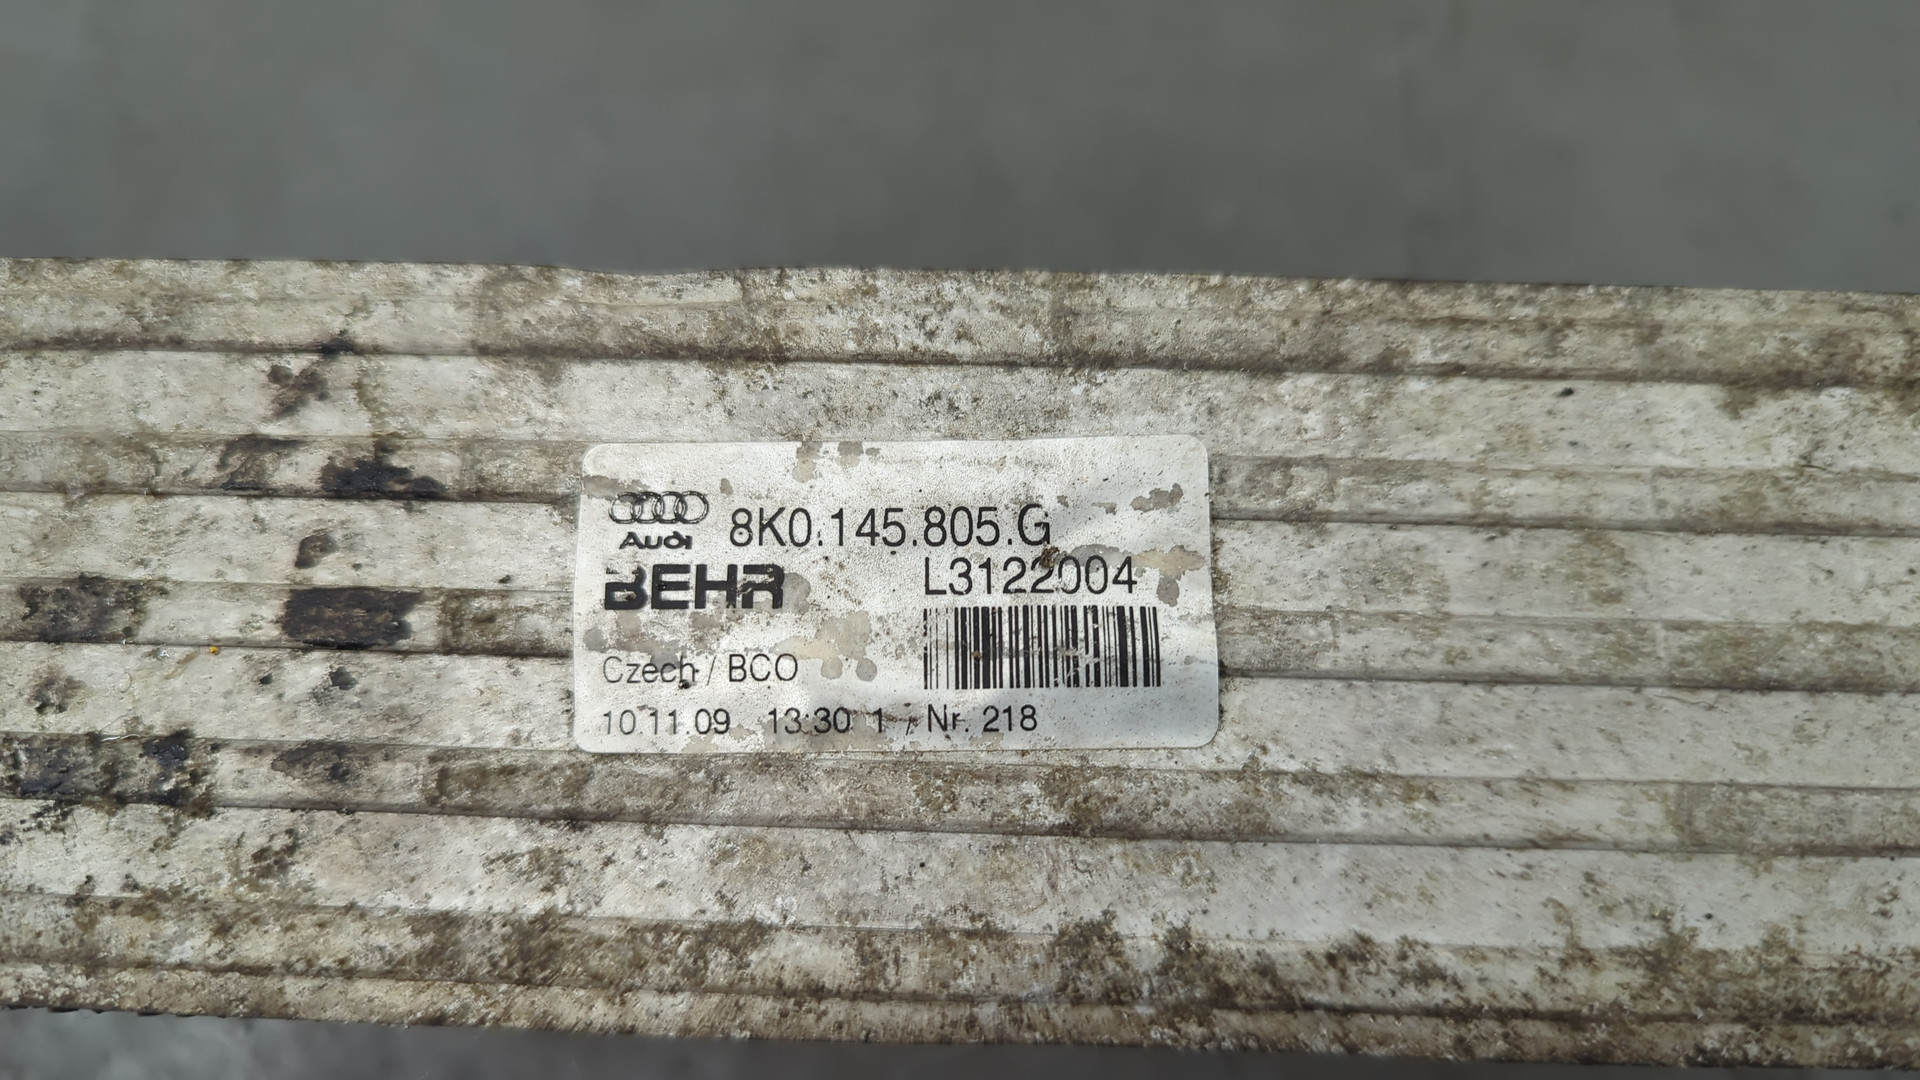 8K0.145.805.G
Audi
BEHR L3122004
Czech / BCO
10.11.09 13:30 1 / Nr. 218